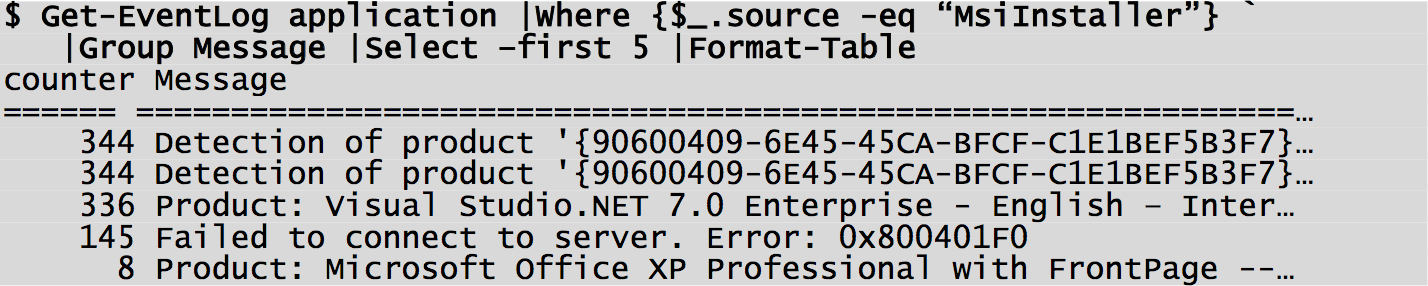 $ Get-EventLog application |Where {$_.source -eq “MsiInstaller”} `
|Group Message |Select –first 5 |Format-Table
counter Message
====== =============================================================…
344 Detection of product '{90600409-6E45-45CA-BFCF-C1E1BEF5B3F7}…
344 Detection of product '{90600409-6E45-45CA-BFCF-C1E1BEF5B3F7}…
336 Product: Visual Studio.NET 7.0 Enterprise - English – Inter…
145 Failed to connect to server. Error: 0x800401F0
8 Product: Microsoft Office XP Professional with FrontPage --…